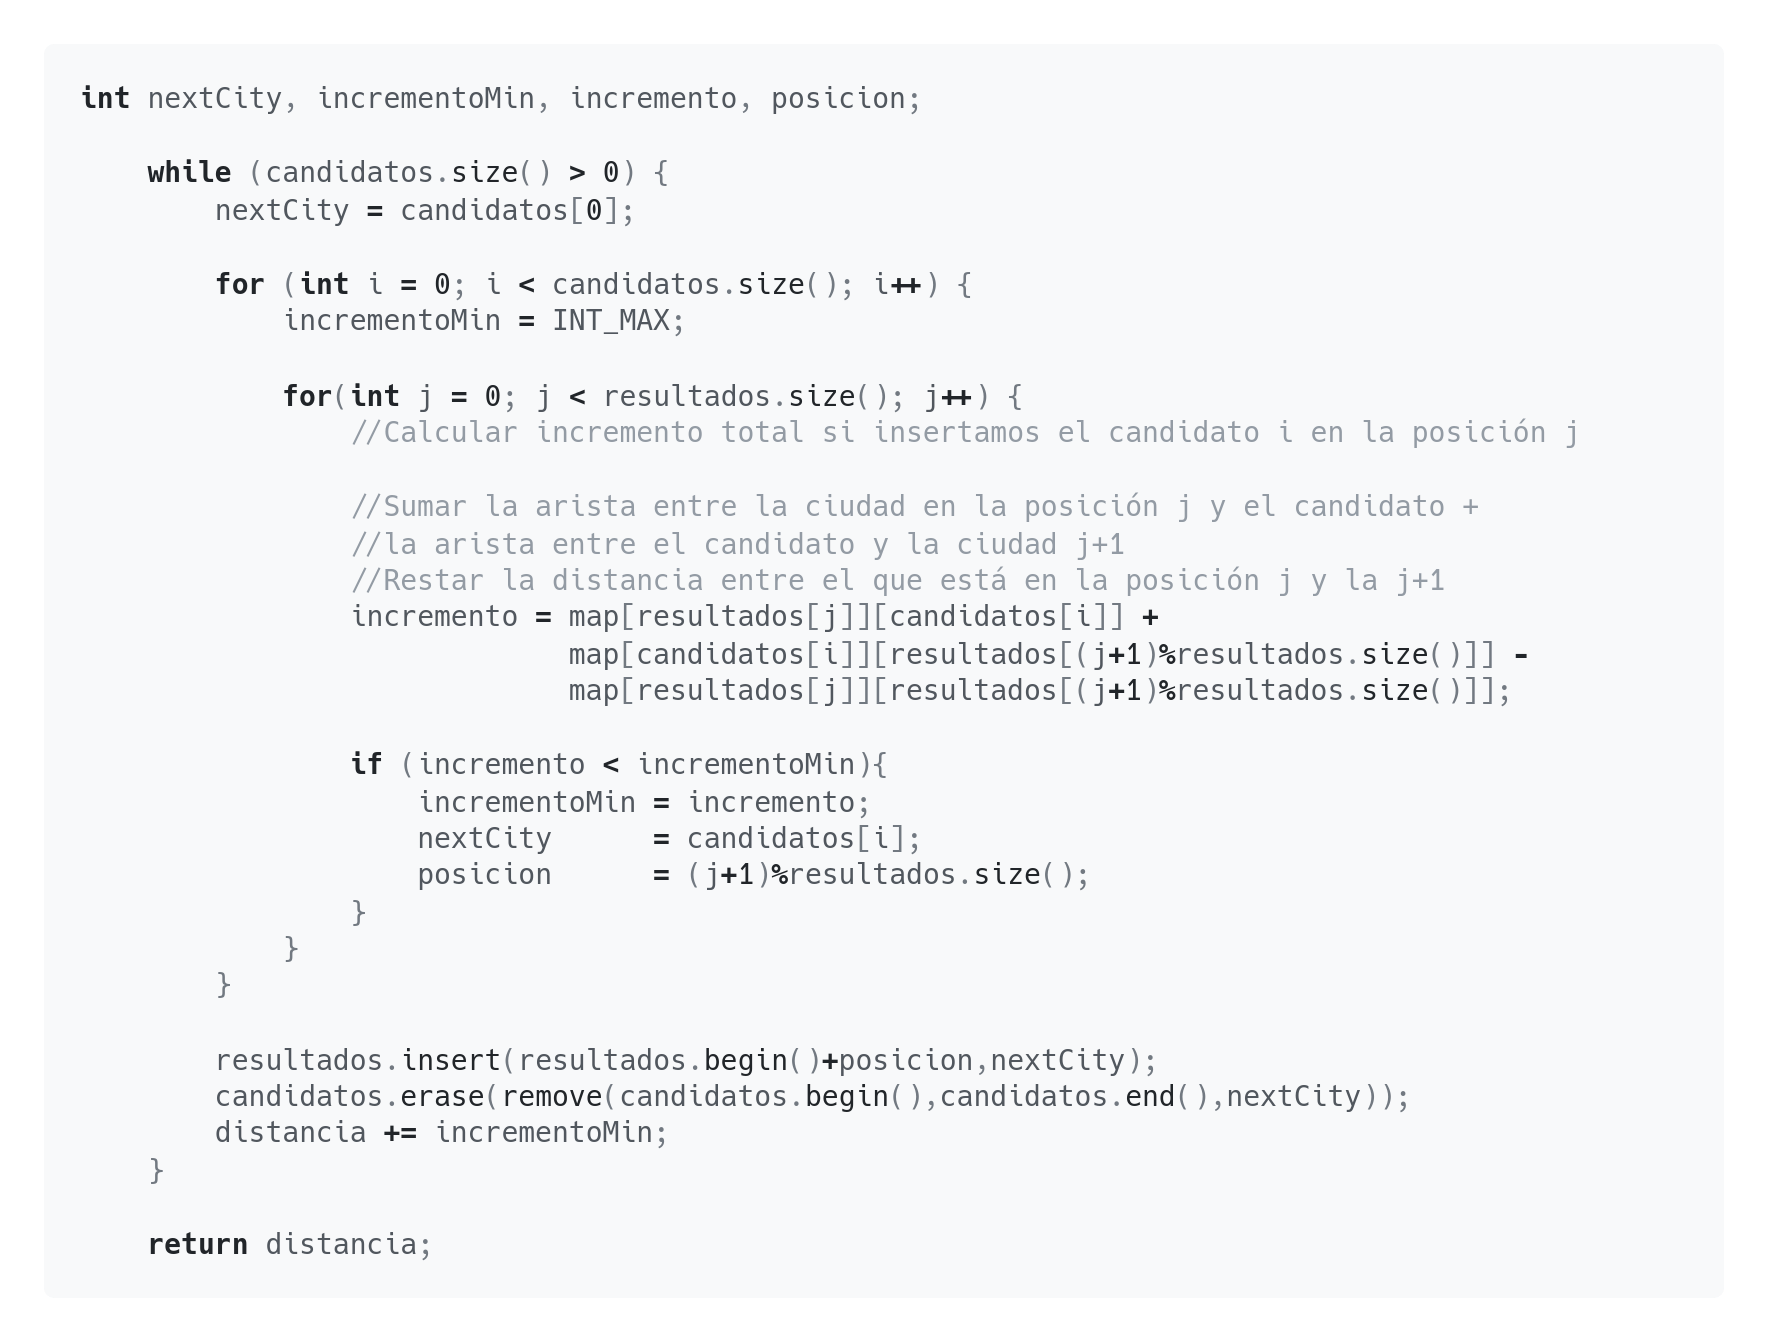 int nextCity, incrementoMin, incremento, posicion;
while (candidatos.size() > 0) {
nextCity = candidatos[0];
for (int i = 0; i < candidatos.size(); i++) {
incrementoMin = INT_MAX;
for(int j = 0; j < resultados.size(); j++) {
//Calcular incremento total si insertamos el candidato i en la posición j
//Sumar la arista entre la ciudad en la posición j y el candidato +
//la arista entre el candidato y la ciudad j+1
//Restar la distancia entre el que está en la posición j y la j+1
incremento = map[resultados[j]][candidatos[i]] +
map[candidatos[i]][resultados[(j+1)%resultados.size()]] -
map[resultados[j]][resultados[(j+1)%resultados.size()]];
if (incremento < incrementoMin){
incrementoMin = incremento;
nextCity      = candidatos[i];
posicion      = (j+1)%resultados.size();
}
}
}
resultados.insert(resultados.begin()+posicion,nextCity);
candidatos.erase(remove(candidatos.begin(),candidatos.end(),nextCity));
distancia += incrementoMin;
}
return distancia;